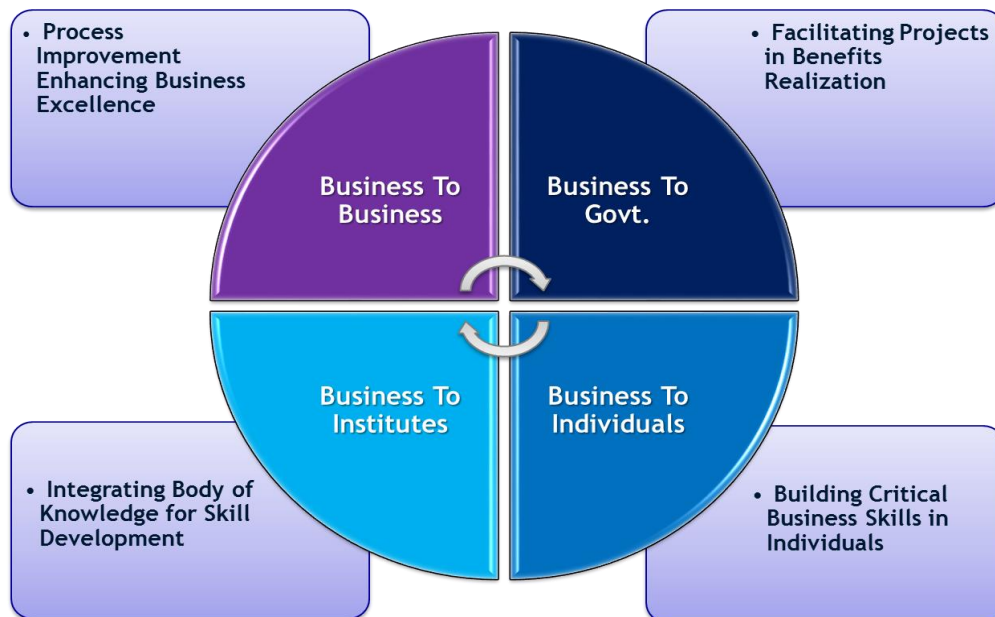 • Process
Improvement
Enhancing Business
Excellence
• Facilitating Projects
in Benefits
Realization
Business To
Business
Business To
Govt.
Business To
Institutes
Business To
Individuals
• Integrating Body of
Knowledge for Skill
Development
• Building Critical
Business Skills in
Individuals